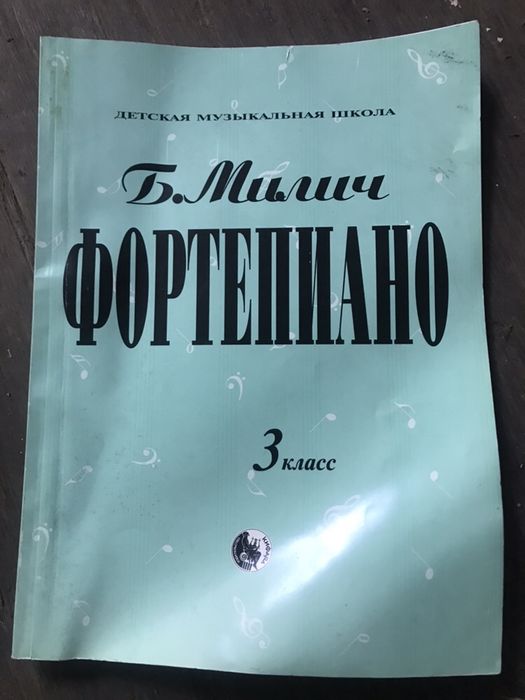 ДЕТСКАЯ МУЗЫКАЛЬНАЯ ШКОЛА
Б. Милич
ФОРТЕПИАНО
3 класс